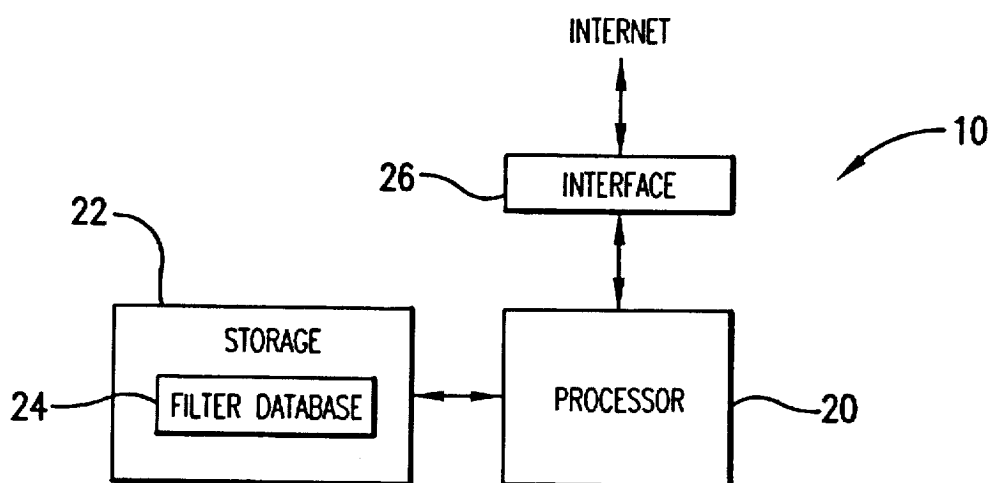 INTERNET
10
26
INTERFACE
22
STORAGE
24
FILTER DATABASE
PROCESSOR
20